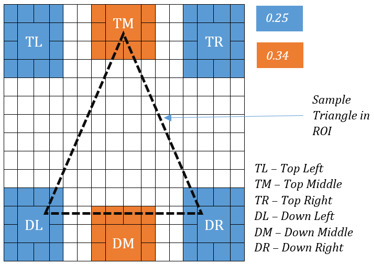 TL
TM
TR
0.25
0.34
Sample
Triangle in
ROI
TL – Top Left
TM – Top Middle
TR – Top Right
DL – Down Left
DM – Down Middle
DR – Down Right
DL
DM
DR